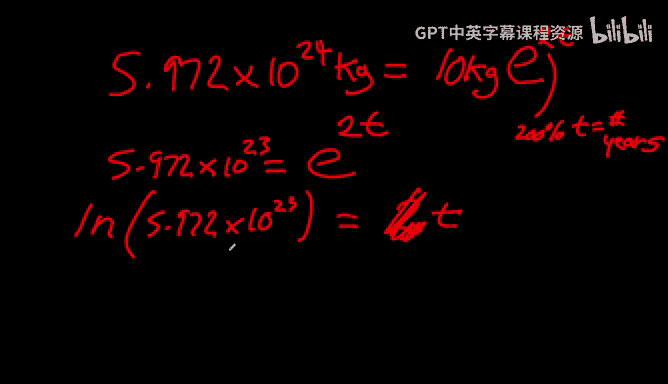 GPT中英字幕课程资源 bilibili
5.972×10^24 kg = 10kg e^2t
200% t = # years
5.972×10^23 = e^2t
ln(5.972×10^23) = t